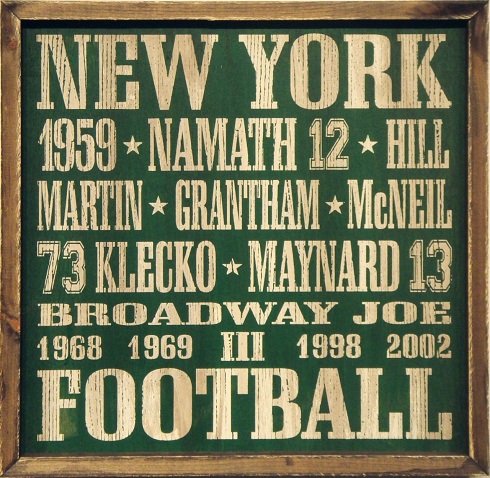 NEW YORK
1959 ★ NAMATH 12 ★ HILL
MARTIN ★ GRANTHAM ★ McNEIL
73 KLECKO ★ MAYNARD 13
BROADWAY JOE
1968 1969 III 1998 2002
FOOTBALL